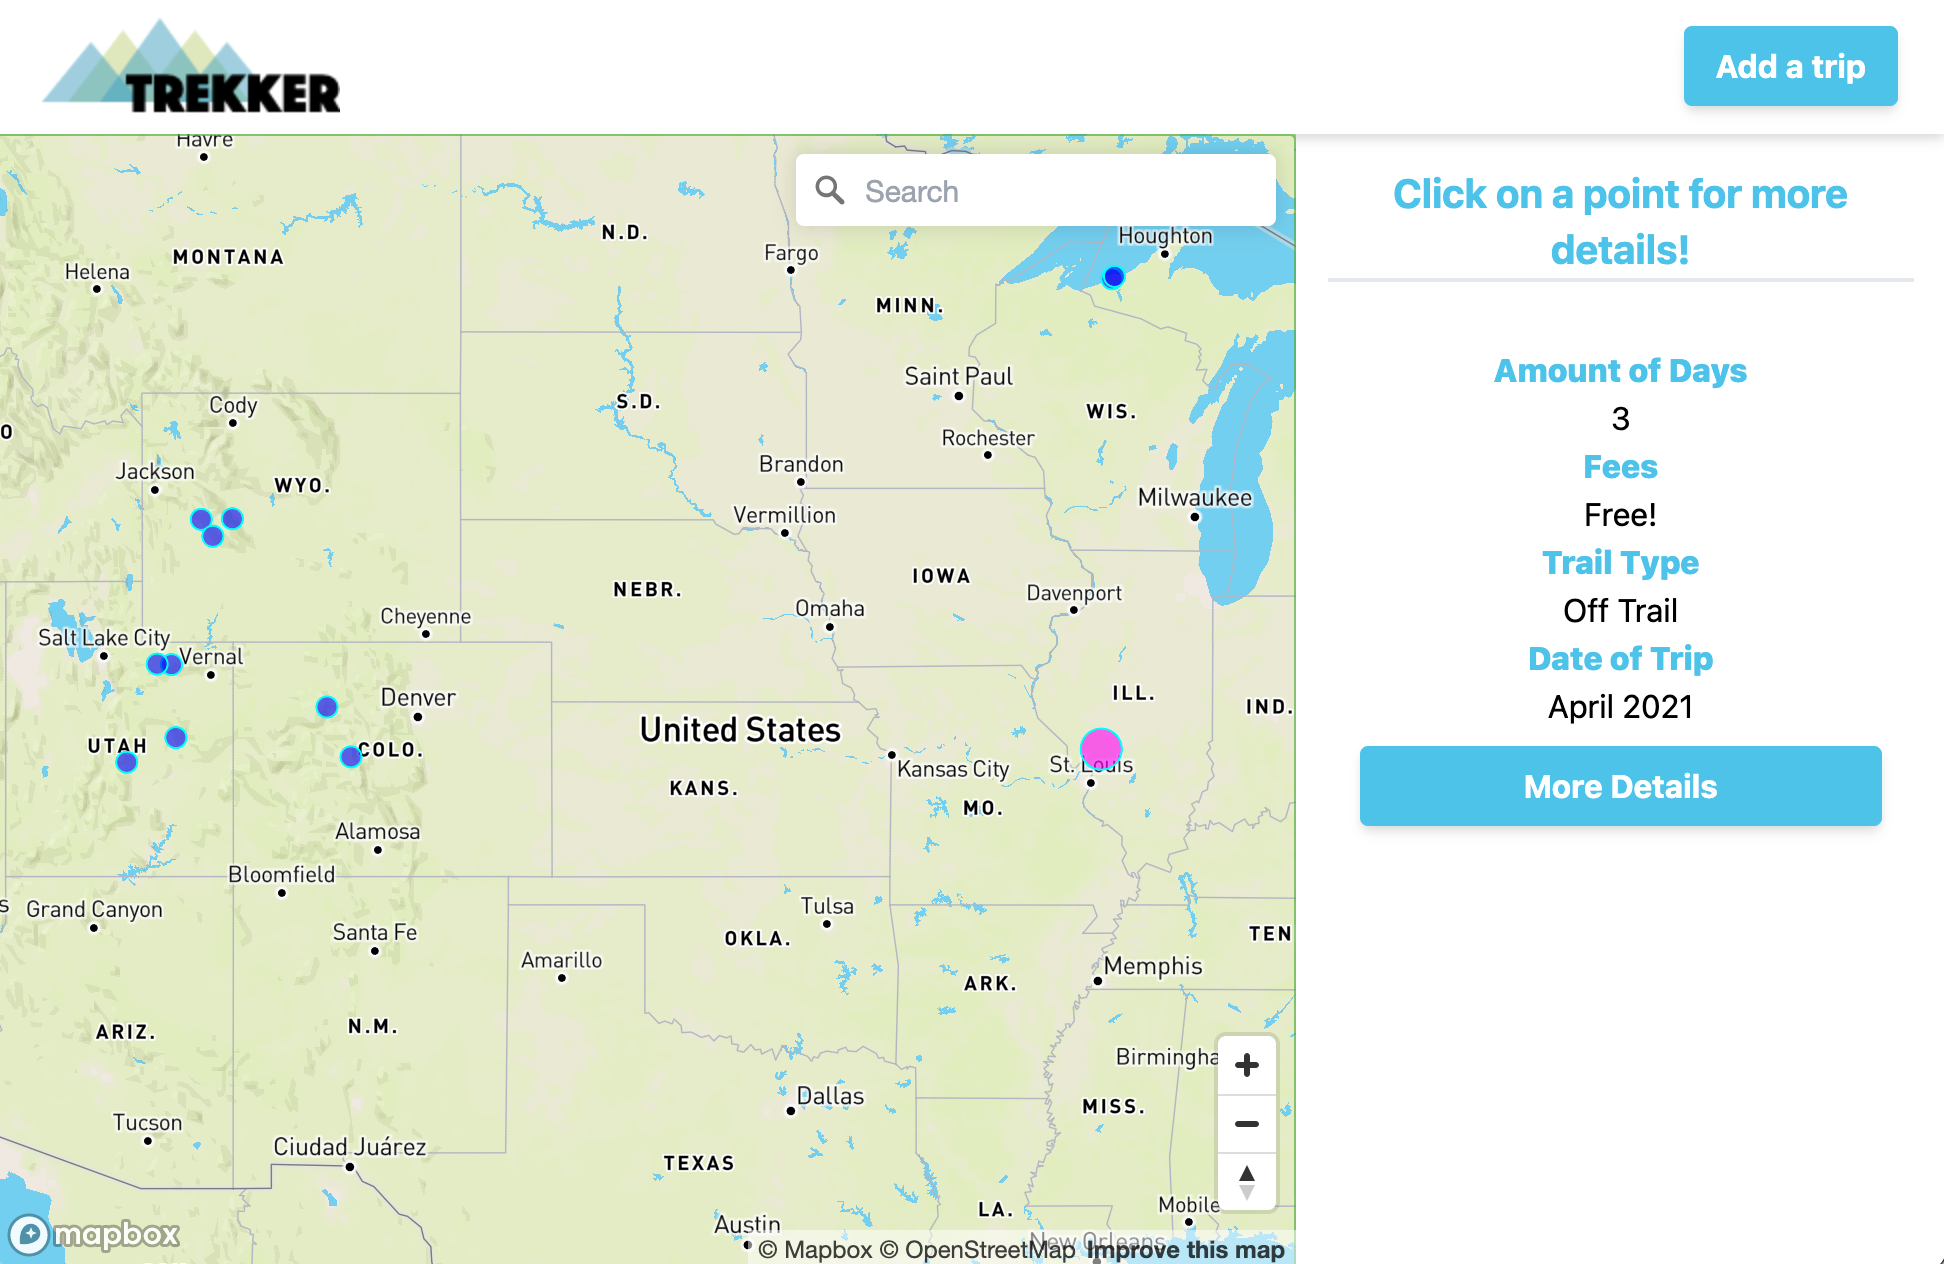 TREKKER
Add a trip
Search
Click on a point for more
details!
Amount of Days
3
Fees
Free!
Trail Type
Off Trail
Date of Trip
April 2021
More Details
Havre
MONTANA
Helena
N.D.
Fargo
Houghton
MINN.
Saint Paul
S.D.
WIS.
Cody
O
Rochester
Jackson
WYO.
Brandon
Milwaukee
Vermillion
IOWA
NEBR.
Davenport
Omaha
Cheyenne
Salt Lake City
Vernal
Denver
ILL.
IND.
United States
UTAH
COLO.
Kansas City
St. Louis
KANS.
MO.
Alamosa
Bloomfield
s
Grand Canyon
Tulsa
Santa Fe
OKLA.
TEN
Amarillo
Memphis
ARK.
ARIZ.
N.M.
Birmingha
Dallas
MISS.
Tucson
Ciudad Juárez
TEXAS
LA.
Mobile
Austin
New Orleans
mapbox
© Mapbox © OpenStreetMap Improve this map